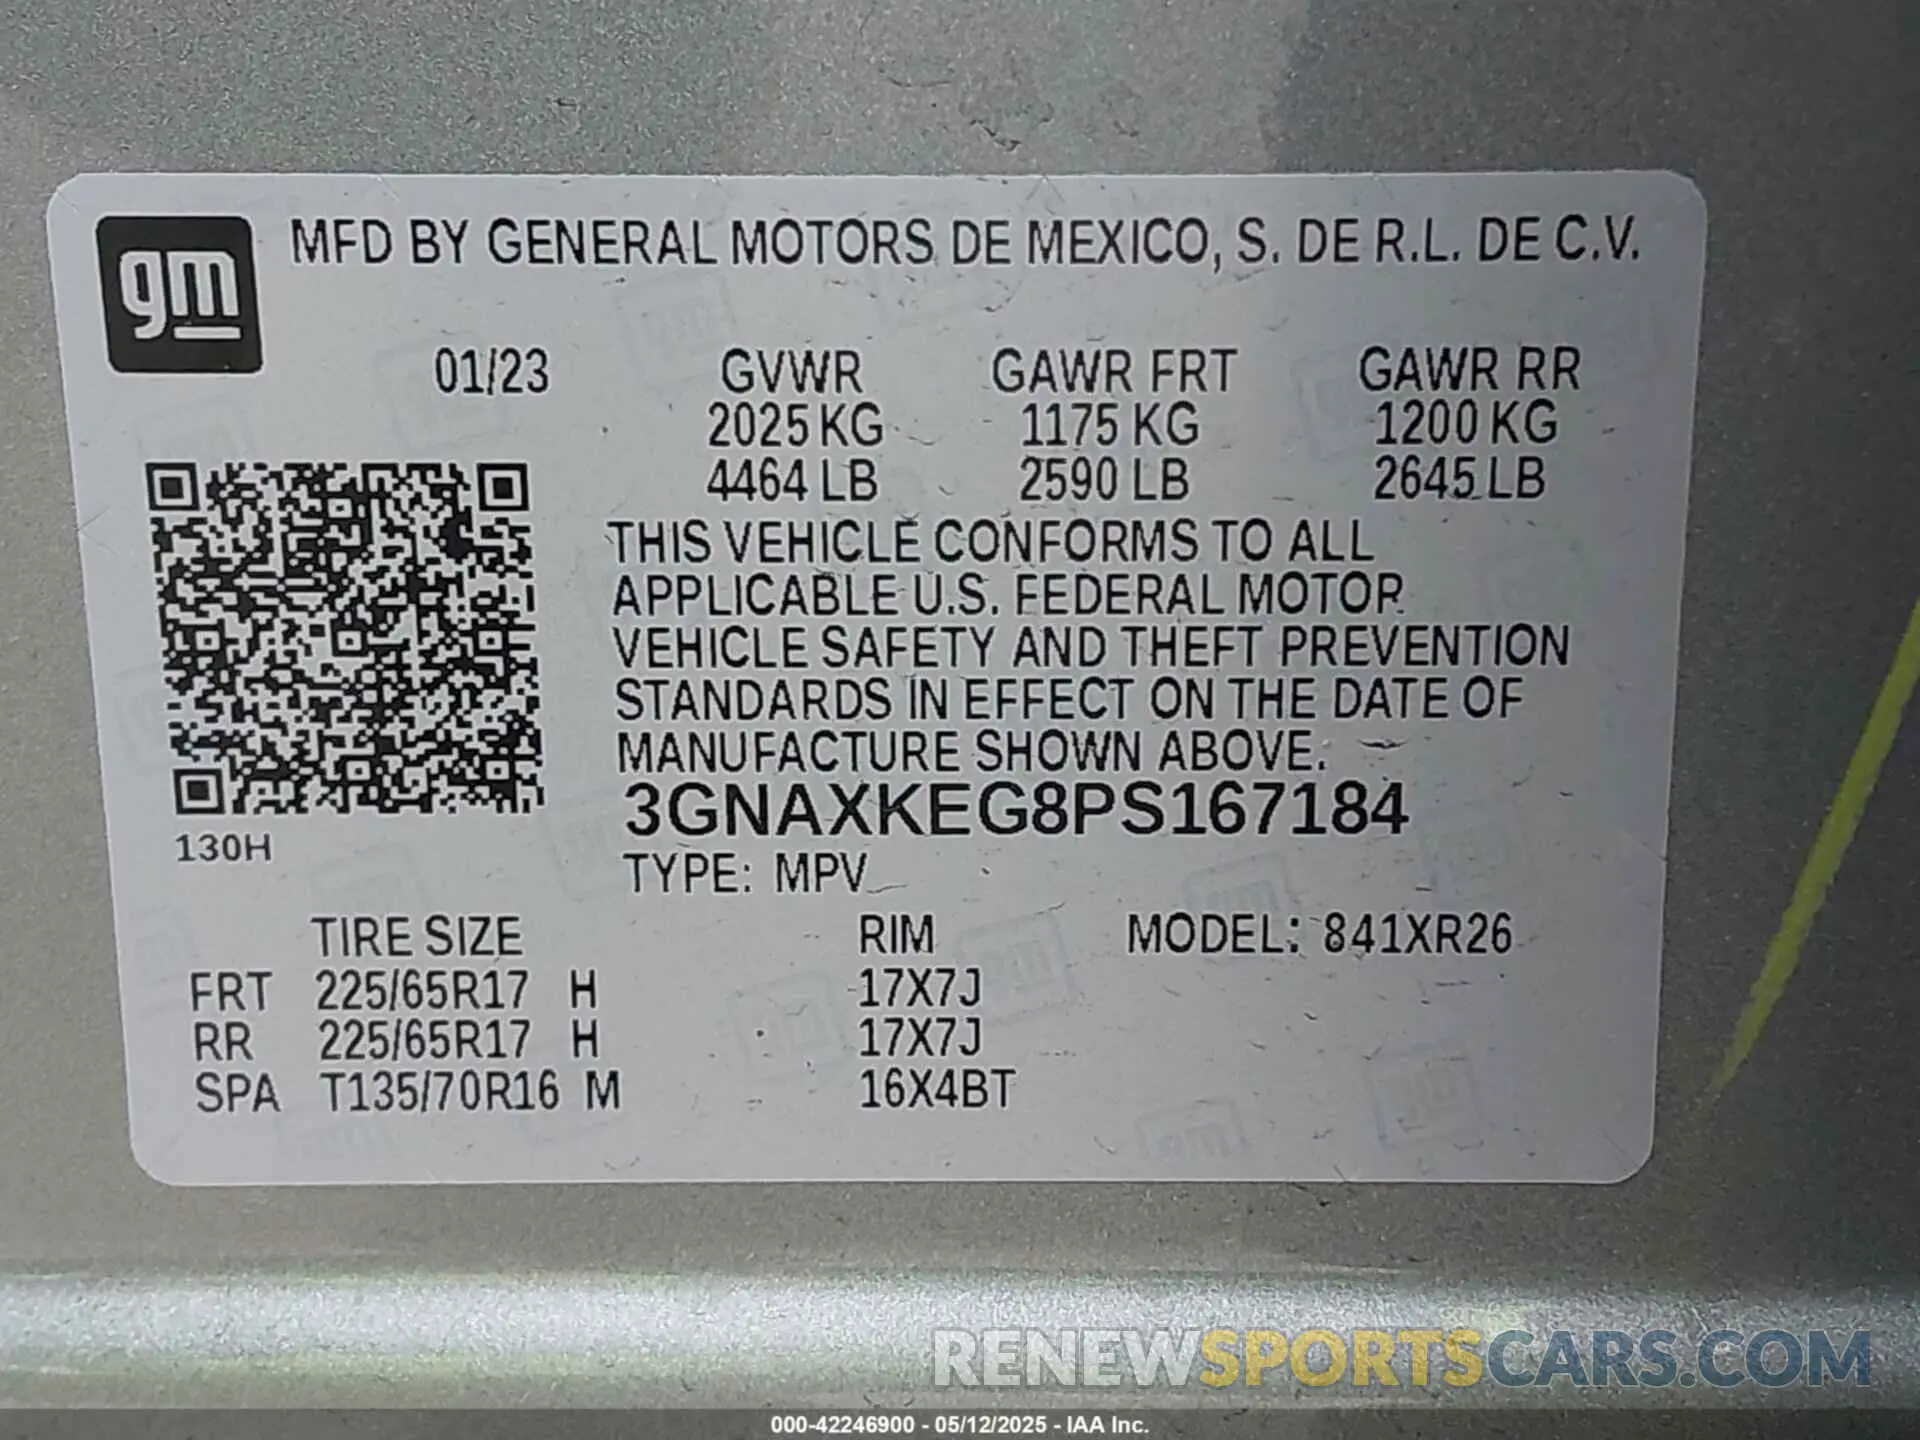 gm
MFD BY GENERAL MOTORS DE MEXICO, S. DE R.L. DE C.V.
01/23 GVWR GAWR FRT GAWR RR
2025 KG 1175 KG 1200 KG
4464 LB 2590 LB 2645 LB
THIS VEHICLE CONFORMS TO ALL
APPLICABLE U.S. FEDERAL MOTOR
VEHICLE SAFETY AND THEFT PREVENTION
STANDARDS IN EFFECT ON THE DATE OF
MANUFACTURE SHOWN ABOVE.
3GNAXKEG8PS167184
130H
TYPE: MPV
TIRE SIZE RIM MODEL: 841XR26
FRT 225/65R17 H 17X7J
RR 225/65R17 H 17X7J
SPA T135/70R16 M 16X4BT
RENEWSPORTSCARS.COM
000-42246900 - 05/12/2025 - IAA Inc.